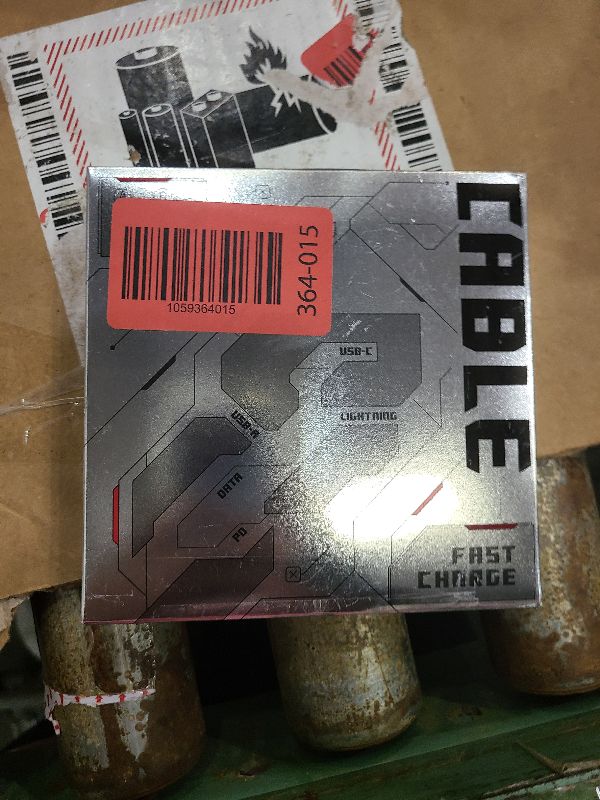 1059364015
364-015
CABLE
USB-C
LIGHTNING
USB-A
DATA
PD
FAST
CHARGE